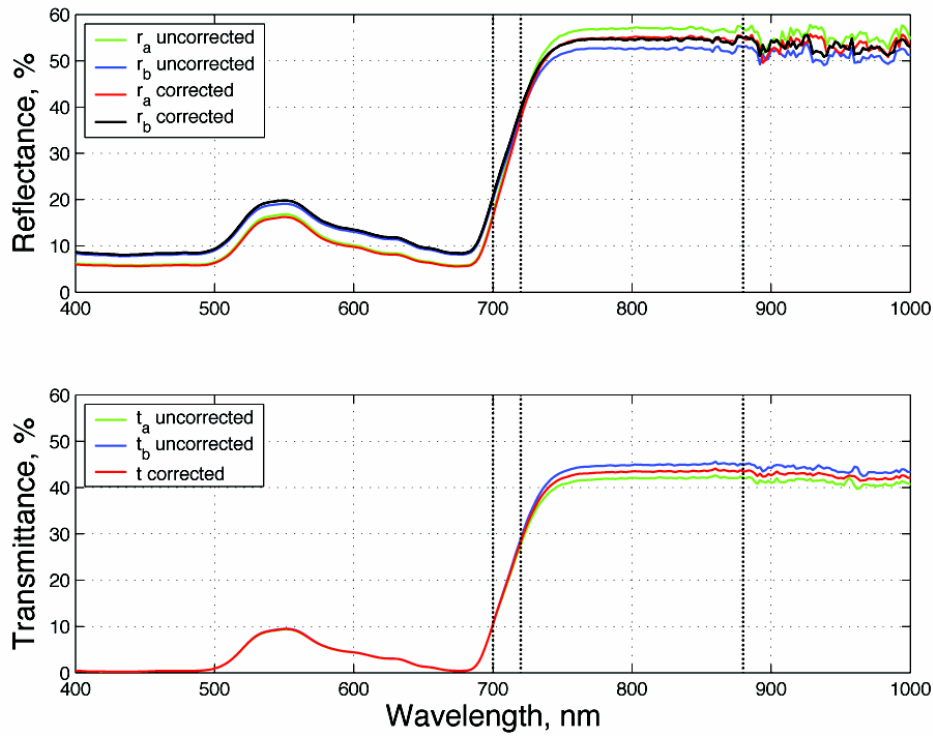 Reflectance, %
60
50
40
30
20
10
0
r_a uncorrected
r_b uncorrected
r_a corrected
r_b corrected
400
500
600
700
800
900
1000
Transmittance, %
60
50
40
30
20
10
0
t_a uncorrected
t_b uncorrected
t corrected
400
500
600
700
800
900
1000
Wavelength, nm